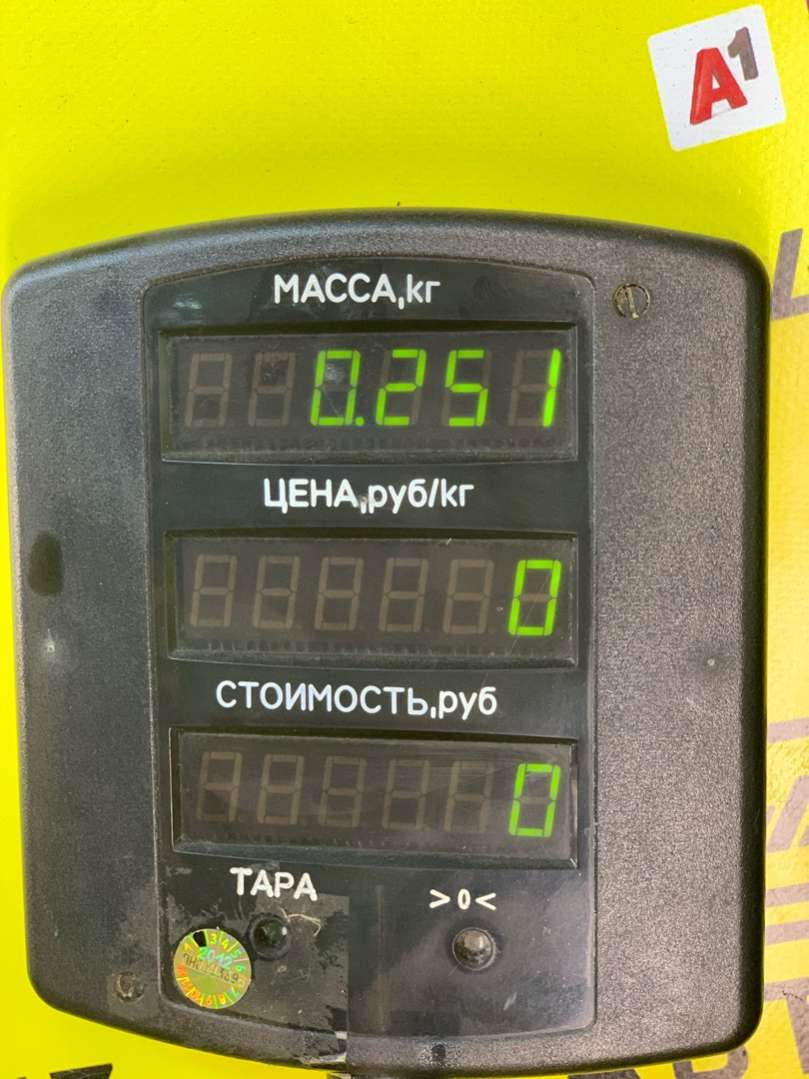 A1
МАССА,кг
0.251
ЦЕНА,руб/кг
0
СТОИМОСТЬ,руб
0
ТАРА >0<